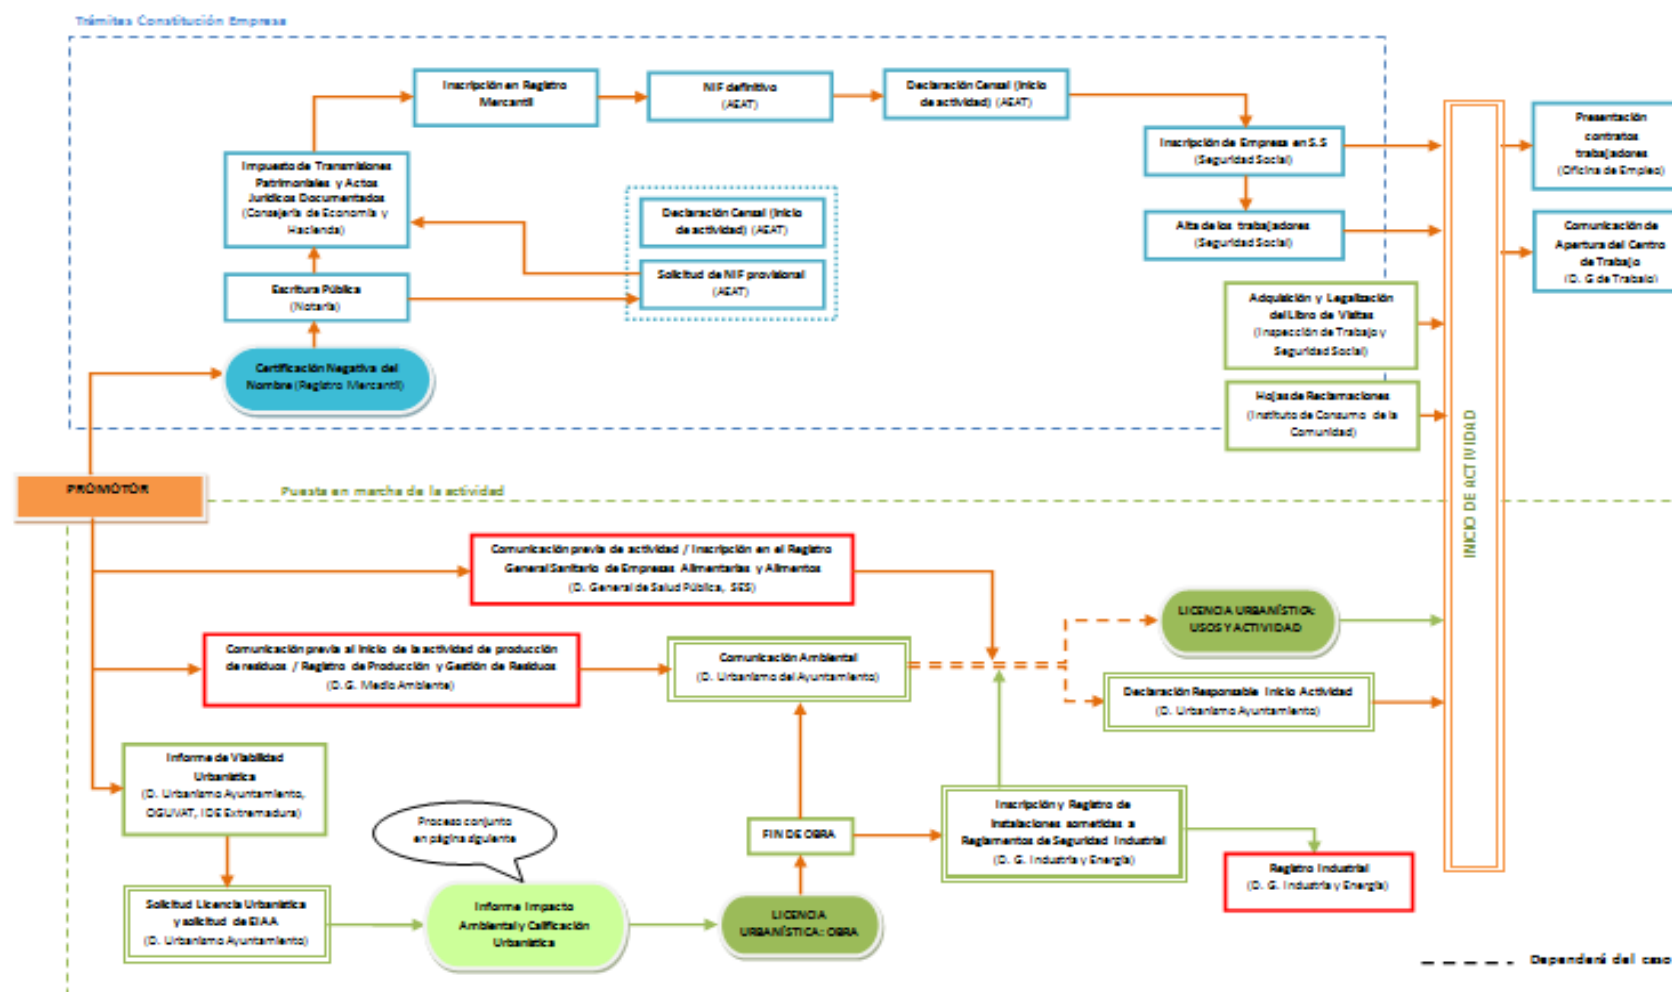 Trámites Constitución Empresa
Inscripción en Registro
Mercantil
NIF definitivo
(AEAT)
Declaración Censal (Inicio
de actividad) (AEAT)
Impuesto de Transmisiones
Patrimoniales y Actos
Jurídicos Documentados
(Consejería de Economía y
Hacienda)
Inscripción de Empresa en S.S
(Seguridad Social)
Presentación
contratos
trabajadores
(Oficina de Empleo)
Declaración Censal (Inicio
de actividad) (AEAT)
Alta de los trabajadores
(Seguridad Social)
Comunicación de
Apertura del Centro
de Trabajo
(D. G de Trabajo)
Escritura Pública
(Notaría)
Solicitud de NIF provisional
(AEAT)
Adquisición y Legalización
del Libro de Visitas
(Inspección de Trabajo y
Seguridad Social)
Certificación Negativa del
Nombre (Registro Mercantil)
Hojas de Reclamaciones
(Instituto de Consumo de la
Comunidad)
INICIO DE ACTIVIDAD
PROMOTOR
Puesta en marcha de la actividad
Comunicación previa de actividad / Inscripción en el Registro
General Sanitario de Empresas Alimentarias y Alimentos
(D. General de Salud Pública, SES)
LICENCIA URBANÍSTICA:
USOS Y ACTIVIDAD
Comunicación previa al inicio de la actividad de producción
de residuos / Registro de Producción y Gestión de Residuos
(D. G. Medio Ambiente)
Comunicación Ambiental
(D. Urbanismo del Ayuntamiento)
Declaración Responsable Inicio Actividad
(D. Urbanismo Ayuntamiento)
Informe de Viabilidad
Urbanística
(D. Urbanismo Ayuntamiento,
OGUVAT, IDE Extremadura)
Proceso conjunto
en página siguiente
FIN DE OBRA
Inscripción y Registro de
Instalaciones sometidas a
Reglamentos de Seguridad Industrial
(D. G. Industria y Energía)
Registro Industrial
(D. G. Industria y Energía)
Solicitud Licencia Urbanística
y solicitud de EIAA
(D. Urbanismo Ayuntamiento)
Informe Impacto
Ambiental y Calificación
Urbanística
LICENCIA
URBANÍSTICA: OBRA
Dependerá del caso